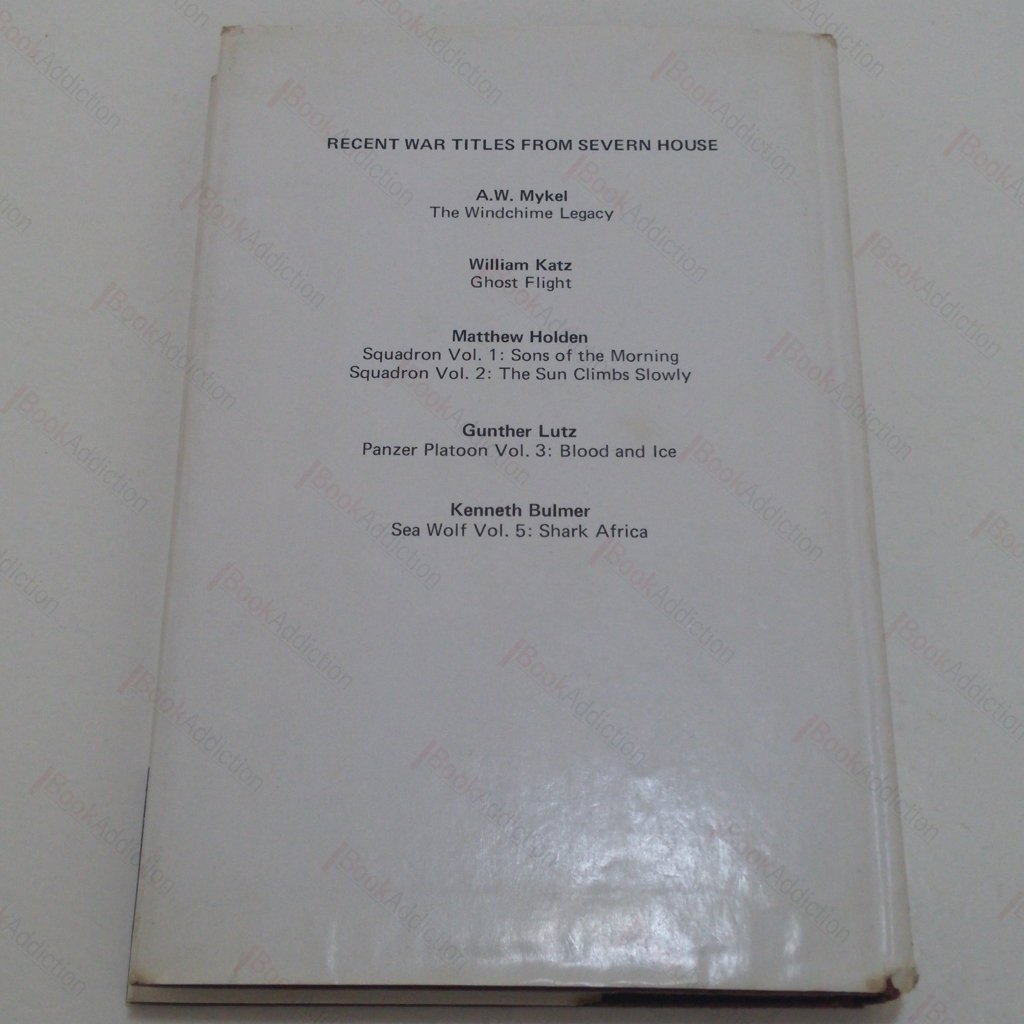 RECENT WAR TITLES FROM SEVERN HOUSE
A.W. Mykel
The Windchime Legacy
William Katz
Ghost Flight
Matthew Holden
Squadron Vol. 1: Sons of the Morning
Squadron Vol. 2: The Sun Climbs Slowly
Gunther Lutz
Panzer Platoon Vol. 3: Blood and Ice
Kenneth Bulmer
Sea Wolf Vol. 5: Shark Africa
BookAddiction